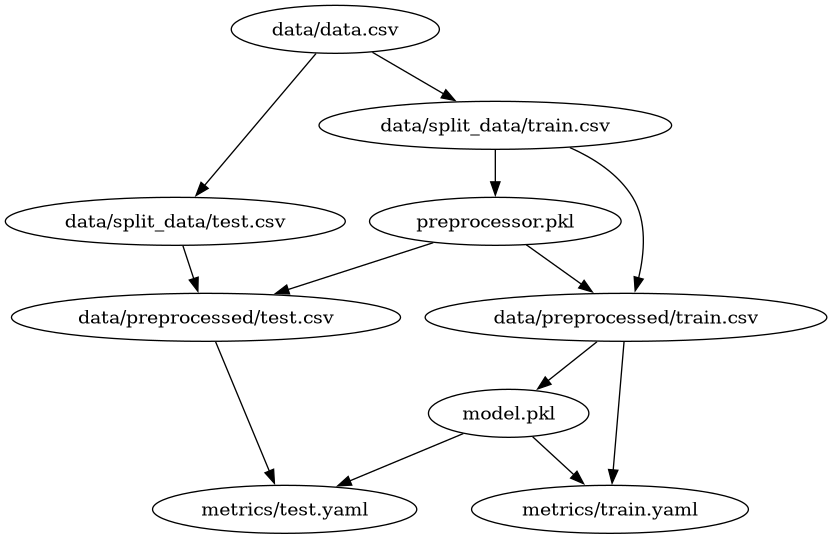 data/data.csv
data/split_data/train.csv
data/split_data/test.csv
preprocessor.pkl
data/preprocessed/test.csv
data/preprocessed/train.csv
model.pkl
metrics/test.yaml
metrics/train.yaml